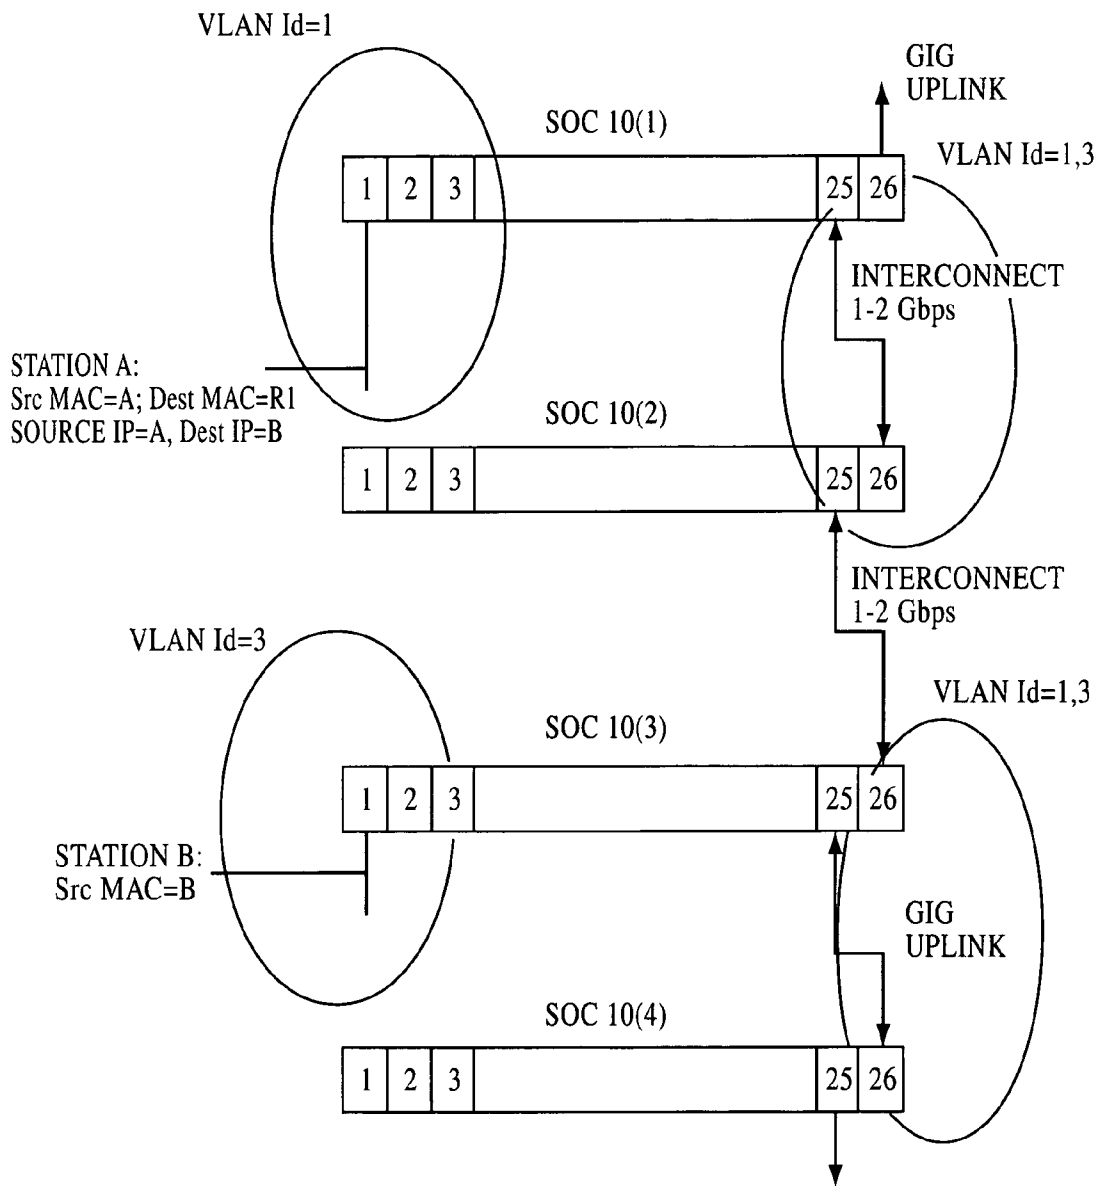 VLAN Id=1
GIG
UPLINK
SOC 10(1)
VLAN Id=1,3
1 2 3 25 26
INTERCONNECT
1-2 Gbps
STATION A:
Src MAC=A; Dest MAC=R1
SOURCE IP=A, Dest IP=B
SOC 10(2)
1 2 3 25 26
INTERCONNECT
1-2 Gbps
VLAN Id=3
VLAN Id=1,3
SOC 10(3)
1 2 3 25 26
STATION B:
Src MAC=B
GIG
UPLINK
SOC 10(4)
1 2 3 25 26